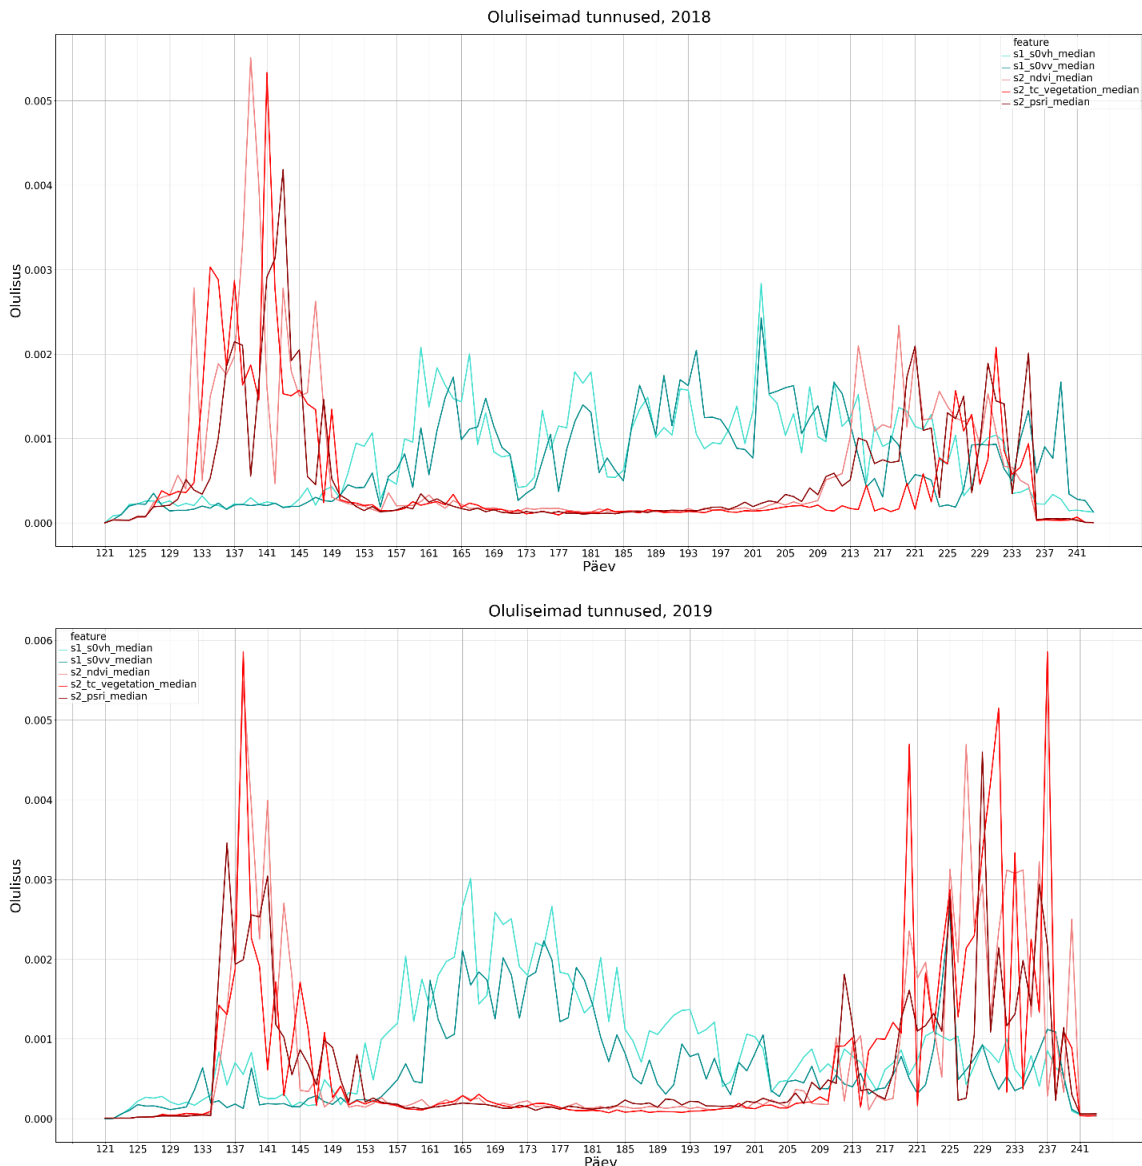 Oluliseimad tunnused, 2018
feature
s1_s0vh_median
s1_s0vv_median
s2_ndvi_median
s2_tc_vegetation_median
s2_psri_median
Olulisus
0.005
0.004
0.003
0.002
0.001
0.000
121 125 129 133 137 141 145 149 153 157 161 165 169 173 177 181 185 189 193 197 201 205 209 213 217 221 225 229 233 237 241
Päev
Oluliseimad tunnused, 2019
feature
s1_s0vh_median
s1_s0vv_median
s2_ndvi_median
s2_tc_vegetation_median
s2_psri_median
Olulisus
0.006
0.005
0.004
0.003
0.002
0.001
0.000
121 125 129 133 137 141 145 149 153 157 161 165 169 173 177 181 185 189 193 197 201 205 209 213 217 221 225 229 233 237 241
Päev